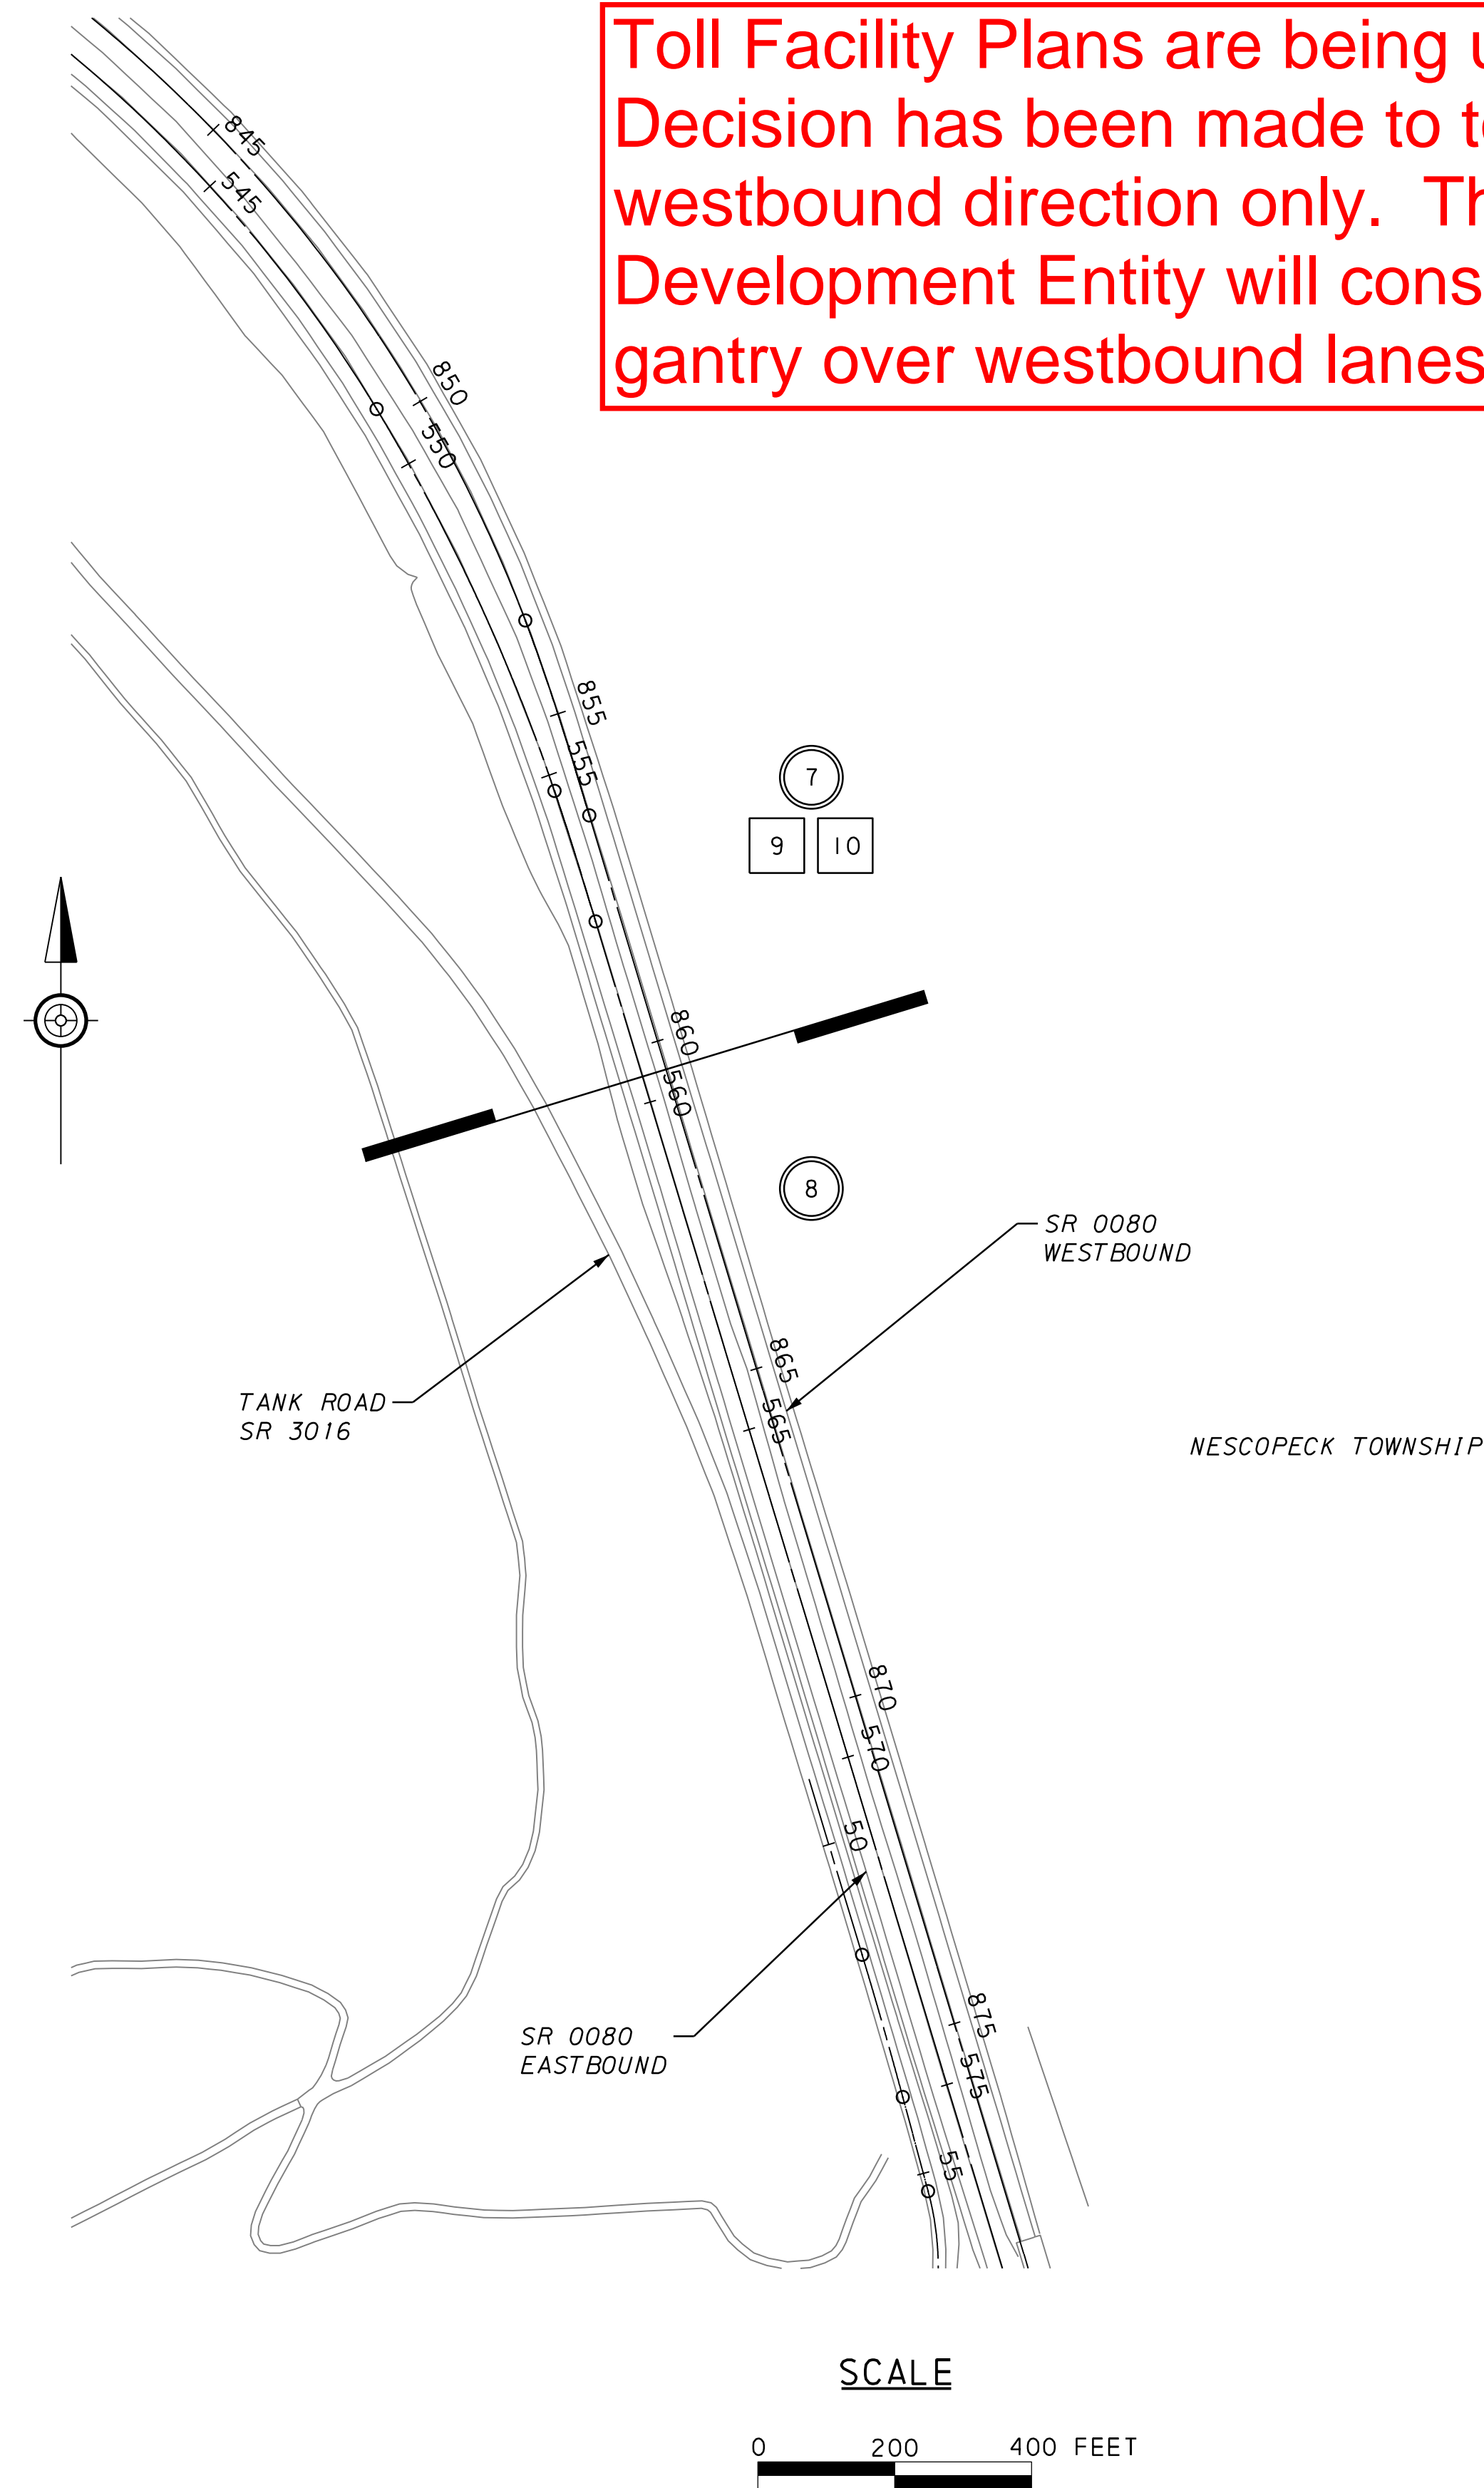 Toll Facility Plans are being
Decision has been made to
westbound direction only.
Development Entity will
gantry over westbound lanes
845
545
850
550
855
555
7
9 10
860
560
8
SR 0080
WESTBOUND
865
565
TANK ROAD
SR 3016
NESCOPECK TOWNSHIP
870
570
50
875
575
SR 0080
EASTBOUND
55
SCALE
0 200 400 FEET